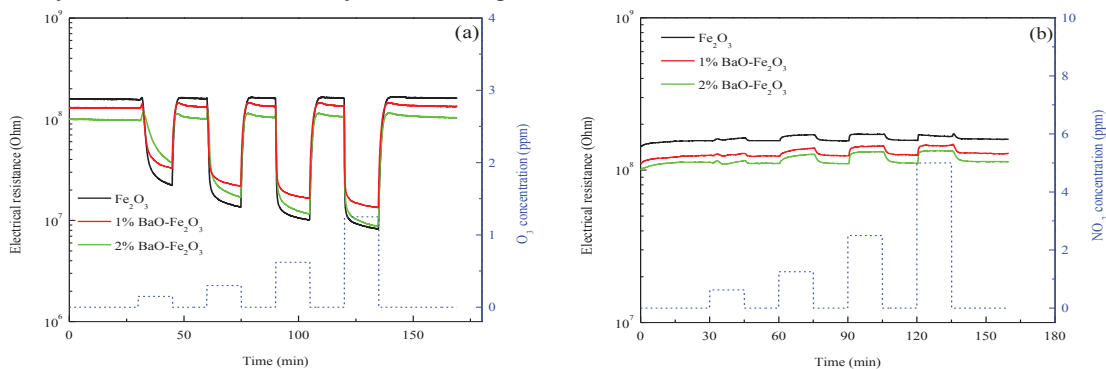 (a)
10⁹
10⁸
10⁷
10⁶
Electrical resistance (Ohm)
Fe₂O₃
1% BaO-Fe₂O₃
2% BaO-Fe₂O₃
4
3
2
1
0
O₃ concentration (ppm)
0 50 100 150
Time (min)
(b)
10⁹
10⁸
10⁷
Electrical resistance (Ohm)
Fe₂O₃
1% BaO-Fe₂O₃
2% BaO-Fe₂O₃
10
8
6
4
2
0
NO₂ concentration (ppm)
0 30 60 90 120 150 180
Time (min)